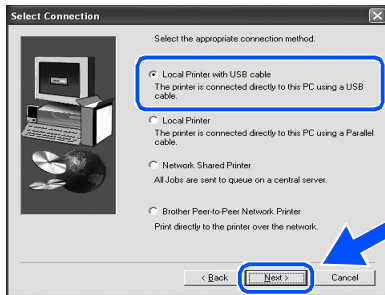 Select Connection
Select the appropriate connection method.
Local Printer with USB cable
The printer is connected directly to this PC using a USB
cable.
Local Printer
The printer is connected directly to this PC using a Parallel
cable.
Network Shared Printer
All Jobs are sent to queue on a central server.
Brother Peer-to-Peer Network Printer
Print directly to the printer over the network.
< Back Next > Cancel